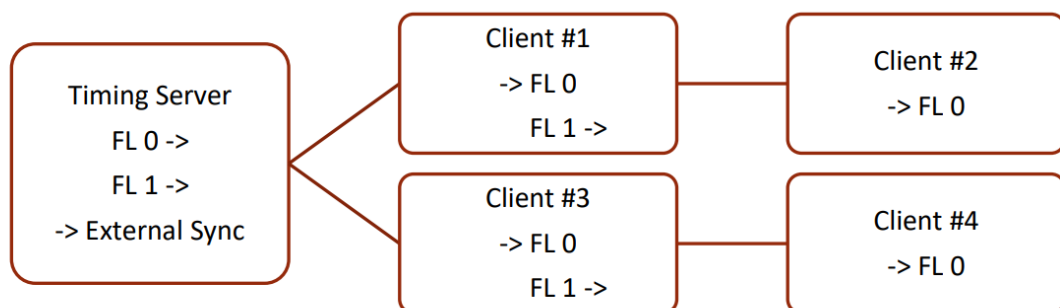 Timing Server
FL 0 ->
FL 1 ->
-> External Sync
Client #1
-> FL 0
FL 1 ->
Client #2
-> FL 0
Client #3
-> FL 0
FL 1 ->
Client #4
-> FL 0